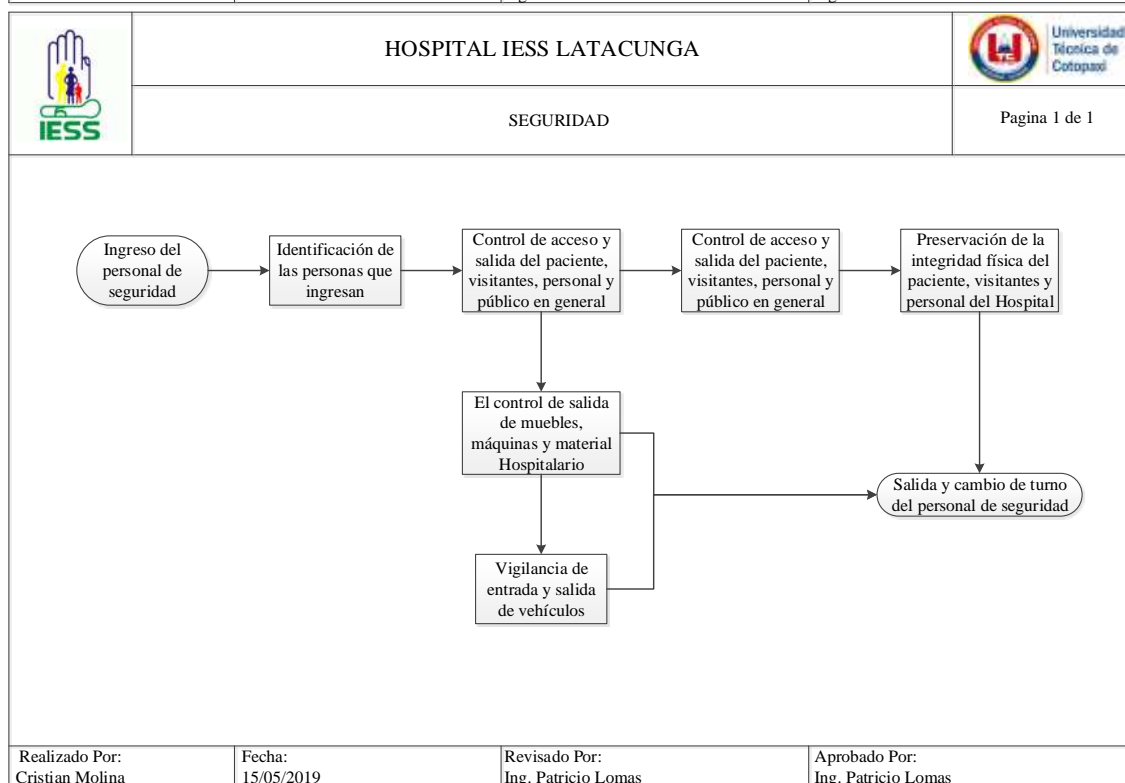 HOSPITAL IESS LATACUNGA
IESS
Universidad
Técnica de
Cotopaxi
SEGURIDAD
Pagina 1 de 1
Ingreso del
personal de
seguridad
Identificación de
las personas que
ingresan
Control de acceso y
salida del paciente,
visitantes, personal y
público en general
Control de acceso y
salida del paciente,
visitantes, personal y
público en general
Preservación de la
integridad física del
paciente, visitantes y
personal del Hospital
El control de salida
de muebles,
máquinas y material
Hospitalario
Salida y cambio de turno
del personal de seguridad
Vigilancia de
entrada y salida
de vehículos
Realizado Por:
Cristian Molina
Fecha:
15/05/2019
Revisado Por:
Ing. Patricio Lomas
Aprobado Por:
Ing. Patricio Lomas